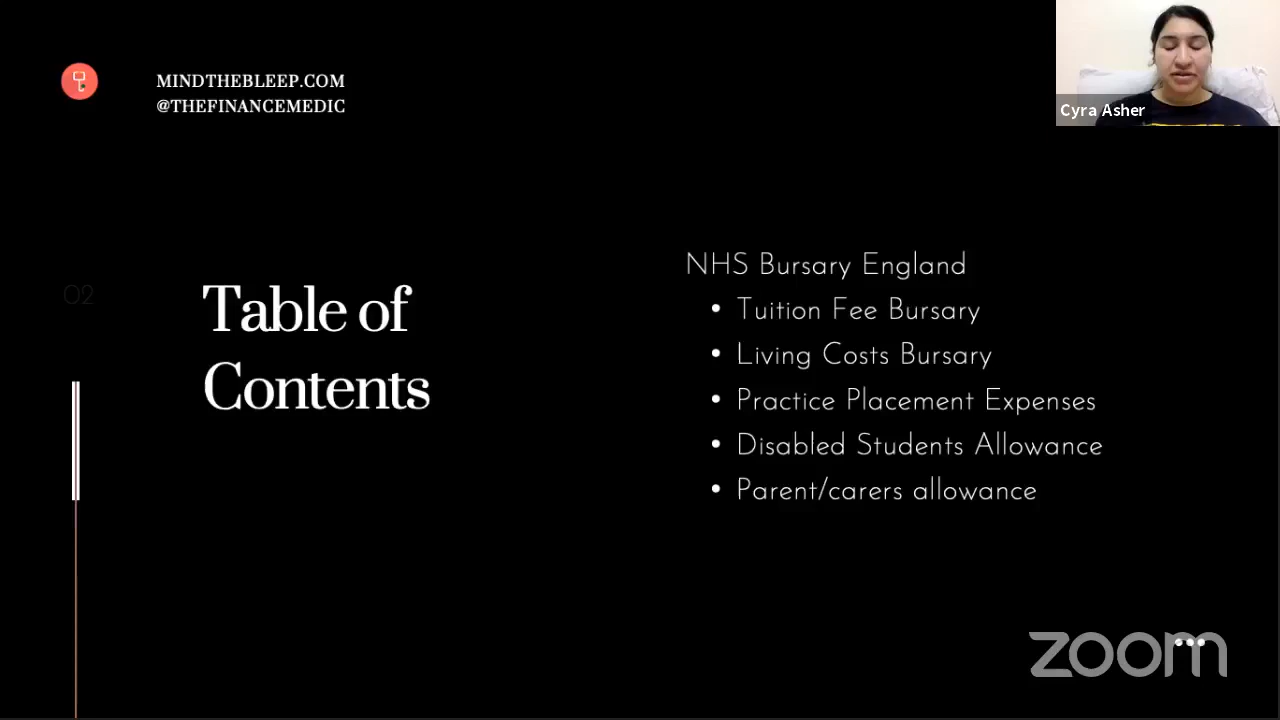 MINDTHEBLEEP.COM
@THEFINANCEMEDIC
Cyra Asher
02
Table of
Contents
NHS Bursary England
• Tuition Fee Bursary
• Living Costs Bursary
• Practice Placement Expenses
• Disabled Students Allowance
• Parent/carers allowance
zoom